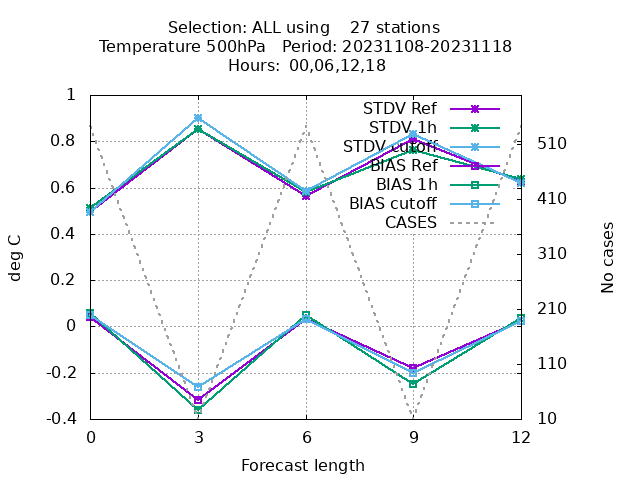 Selection: ALL using    27 stations
Temperature 500hPa   Period: 20231108-20231118
Hours: 00,06,12,18
STDV Ref
STDV 1h
STDV cutoff
BIAS Ref
BIAS 1h
BIAS cutoff
CASES
1
0.8
0.6
0.4
0.2
0
-0.2
-0.4
deg C
510
410
310
210
110
10
No cases
0 3 6 9 12
Forecast length